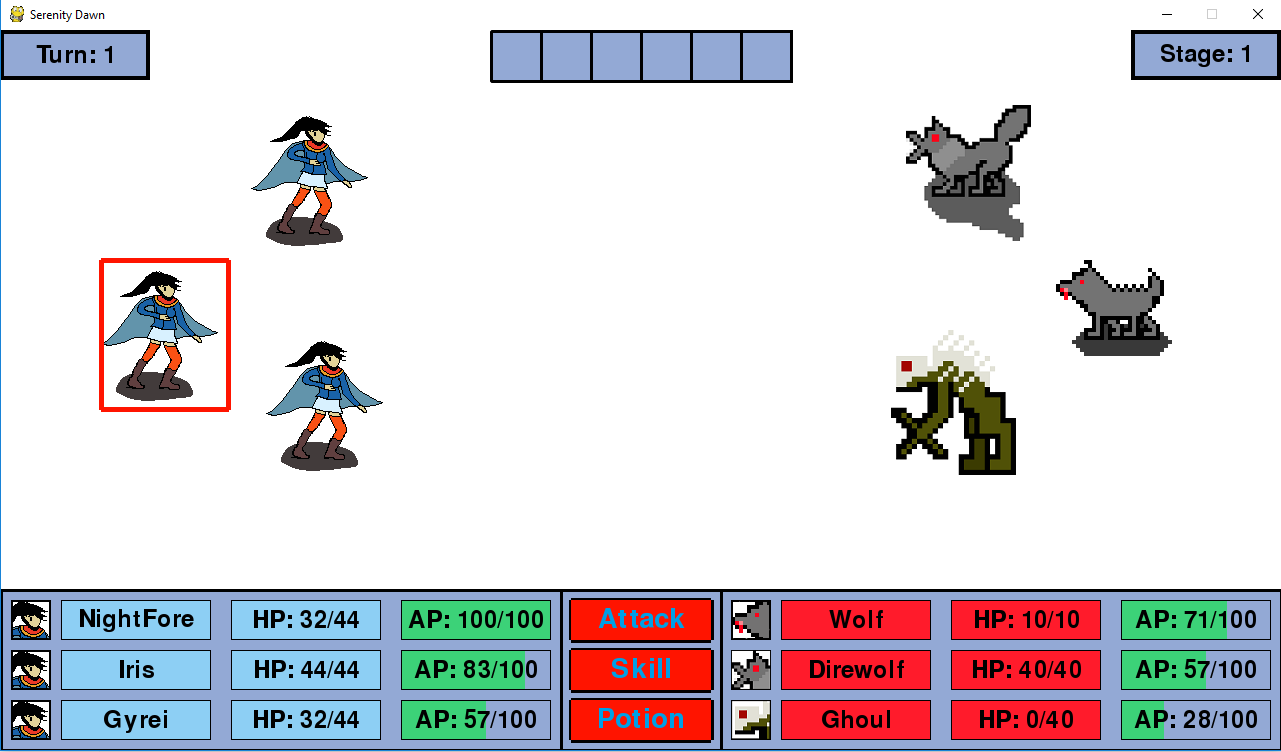 Serenity Dawn
Turn: 1
Stage: 1
NightFore HP: 32/44 AP: 100/100 Attack Wolf HP: 10/10 AP: 71/100
Iris HP: 44/44 AP: 83/100 Skill Direwolf HP: 40/40 AP: 57/100
Gyrei HP: 32/44 AP: 57/100 Potion Ghoul HP: 0/40 AP: 28/100